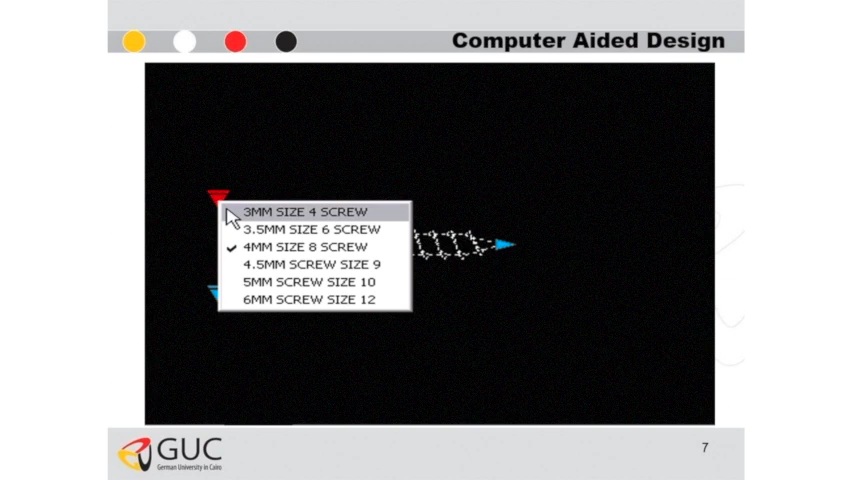 Computer Aided Design
3MM SIZE 4 SCREW
3.5MM SIZE 6 SCREW
4MM SIZE 8 SCREW
4.5MM SCREW SIZE 9
5MM SCREW SIZE 10
6MM SCREW SIZE 12
GUC
German University in Cairo
7